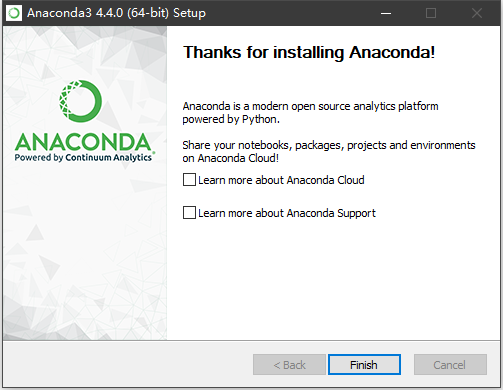 Anaconda3 4.4.0 (64-bit) Setup
Thanks for installing Anaconda!
ANACONDA
Powered by Continuum Analytics®
Anaconda is a modern open source analytics platform
powered by Python.
Share your notebooks, packages, projects and environments
on Anaconda Cloud!
Learn more about Anaconda Cloud
Learn more about Anaconda Support
< Back
Finish
Cancel